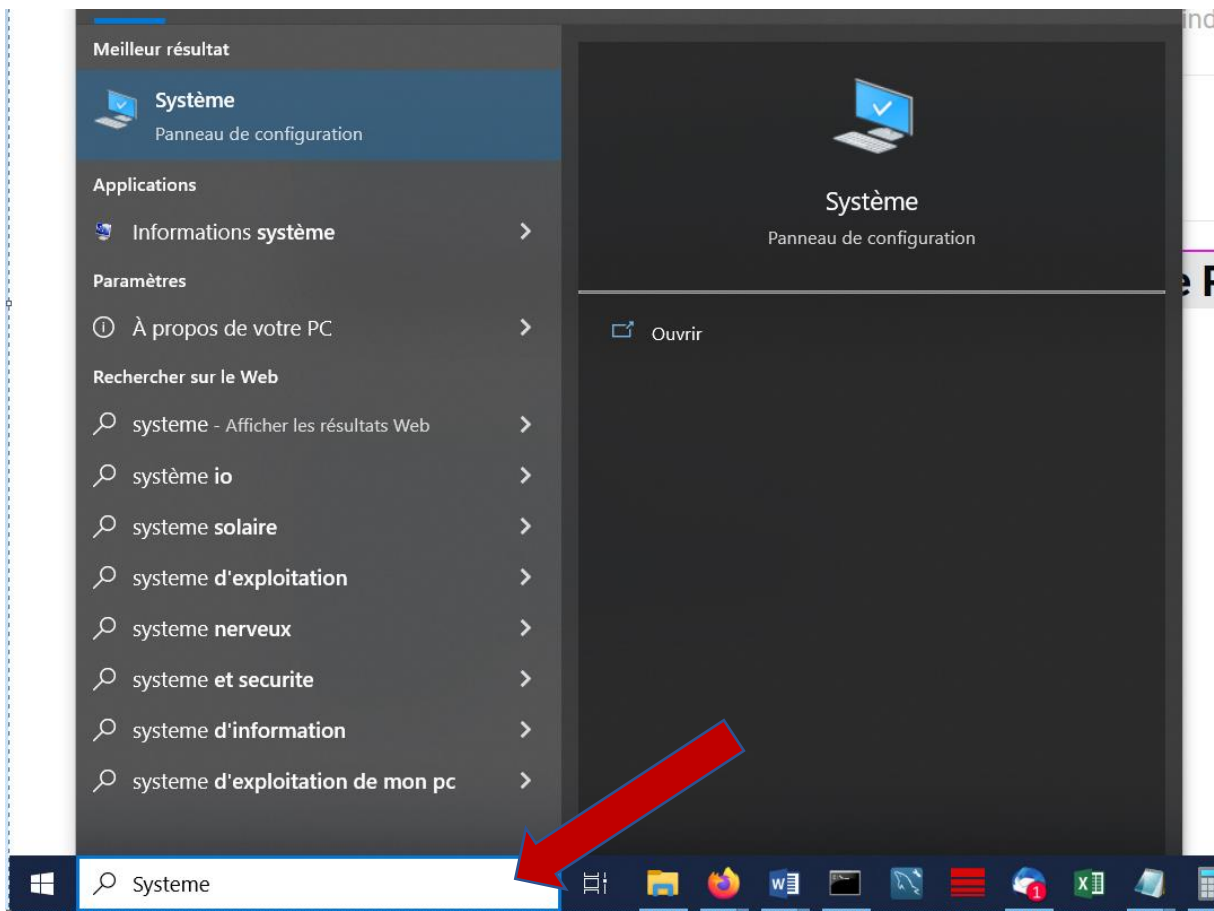 ind
Meilleur résultat
Système
Panneau de configuration
Applications
Informations système
Paramètres
À propos de votre PC
Rechercher sur le Web
systeme - Afficher les résultats Web
système io
systeme solaire
systeme d'exploitation
systeme nerveux
systeme et securite
systeme d'information
systeme d'exploitation de mon pc
Système
Panneau de configuration
Ouvrir
Systeme
1